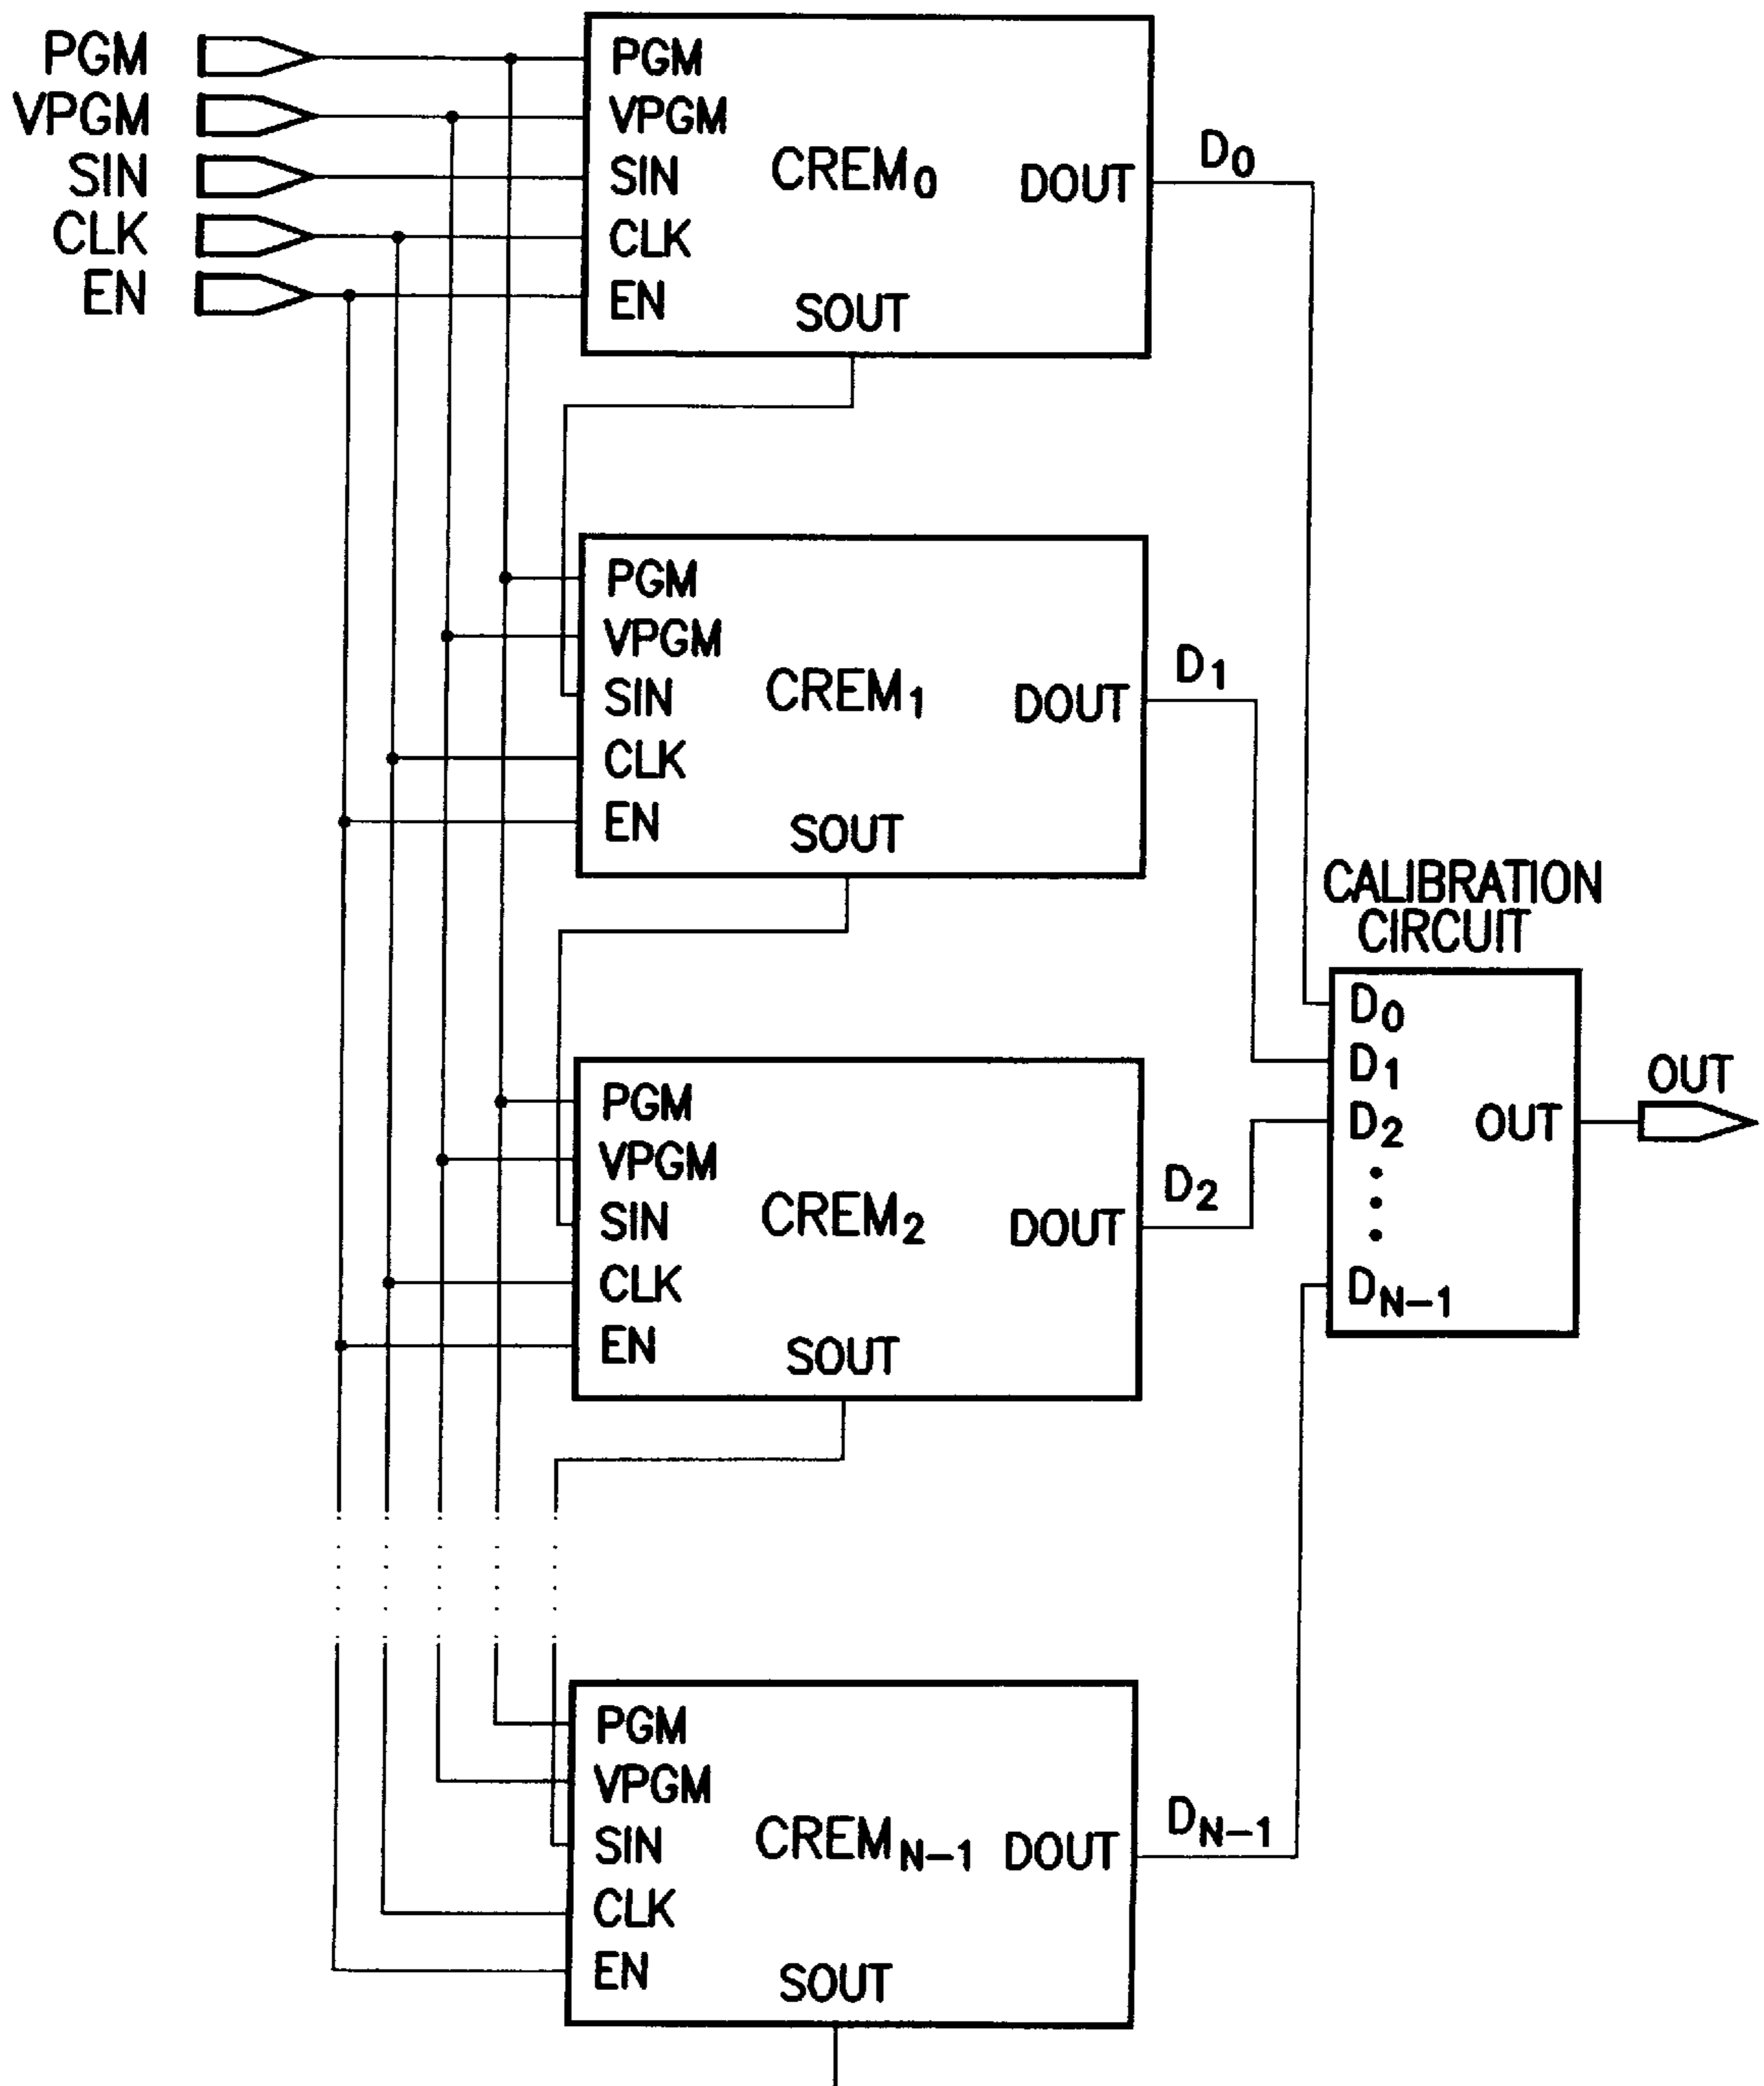 PGM
VPGM
SIN
CLK
EN
PGM
VPGM
SIN
CLK
EN
CREM0
DOUT
SOUT
D0
PGM
VPGM
SIN
CLK
EN
CREM1
DOUT
SOUT
D1
CALIBRATION
CIRCUIT
D0
D1
D2
DN-1
OUT
OUT
PGM
VPGM
SIN
CLK
EN
CREM2
DOUT
SOUT
D2
PGM
VPGM
SIN
CLK
EN
CREMN-1
DOUT
SOUT
DN-1